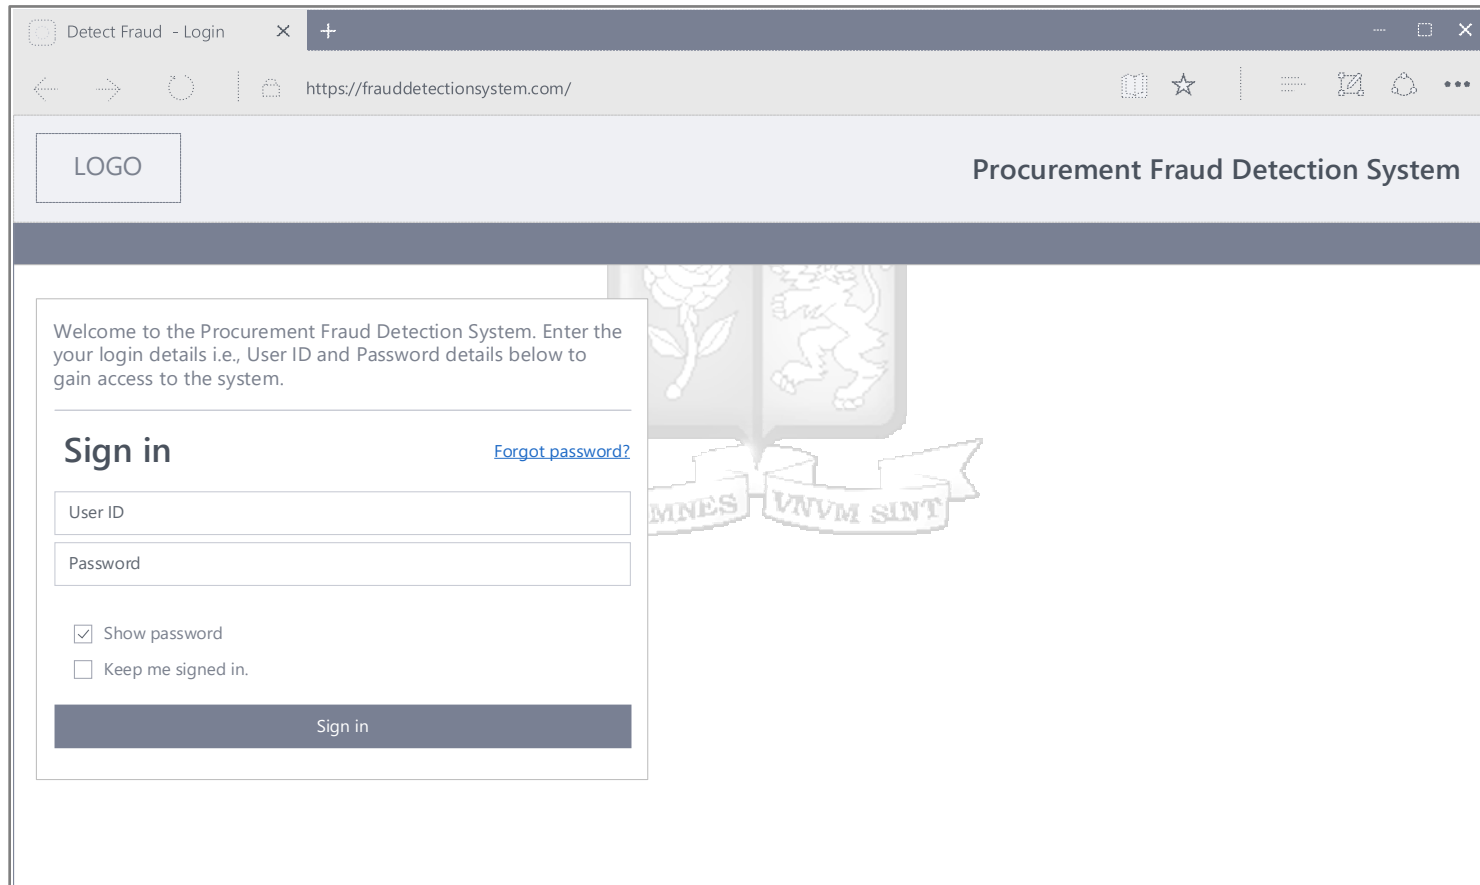 Detect Fraud - Login
https://frauddetectionsystem.com/
LOGO
Procurement Fraud Detection System
Welcome to the Procurement Fraud Detection System. Enter the
your login details i.e., User ID and Password details below to
gain access to the system.
Sign in
Forgot password?
User ID
MNES VNVM SINT
Password
Show password
Keep me signed in.
Sign in